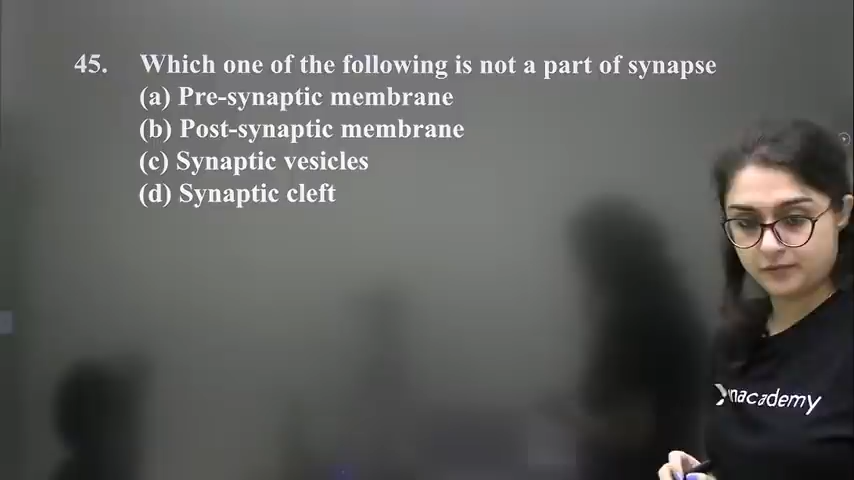 45. Which one of the following is not a part of synapse
(a) Pre-synaptic membrane
(b) Post-synaptic membrane
(c) Synaptic vesicles
(d) Synaptic cleft
unacademy